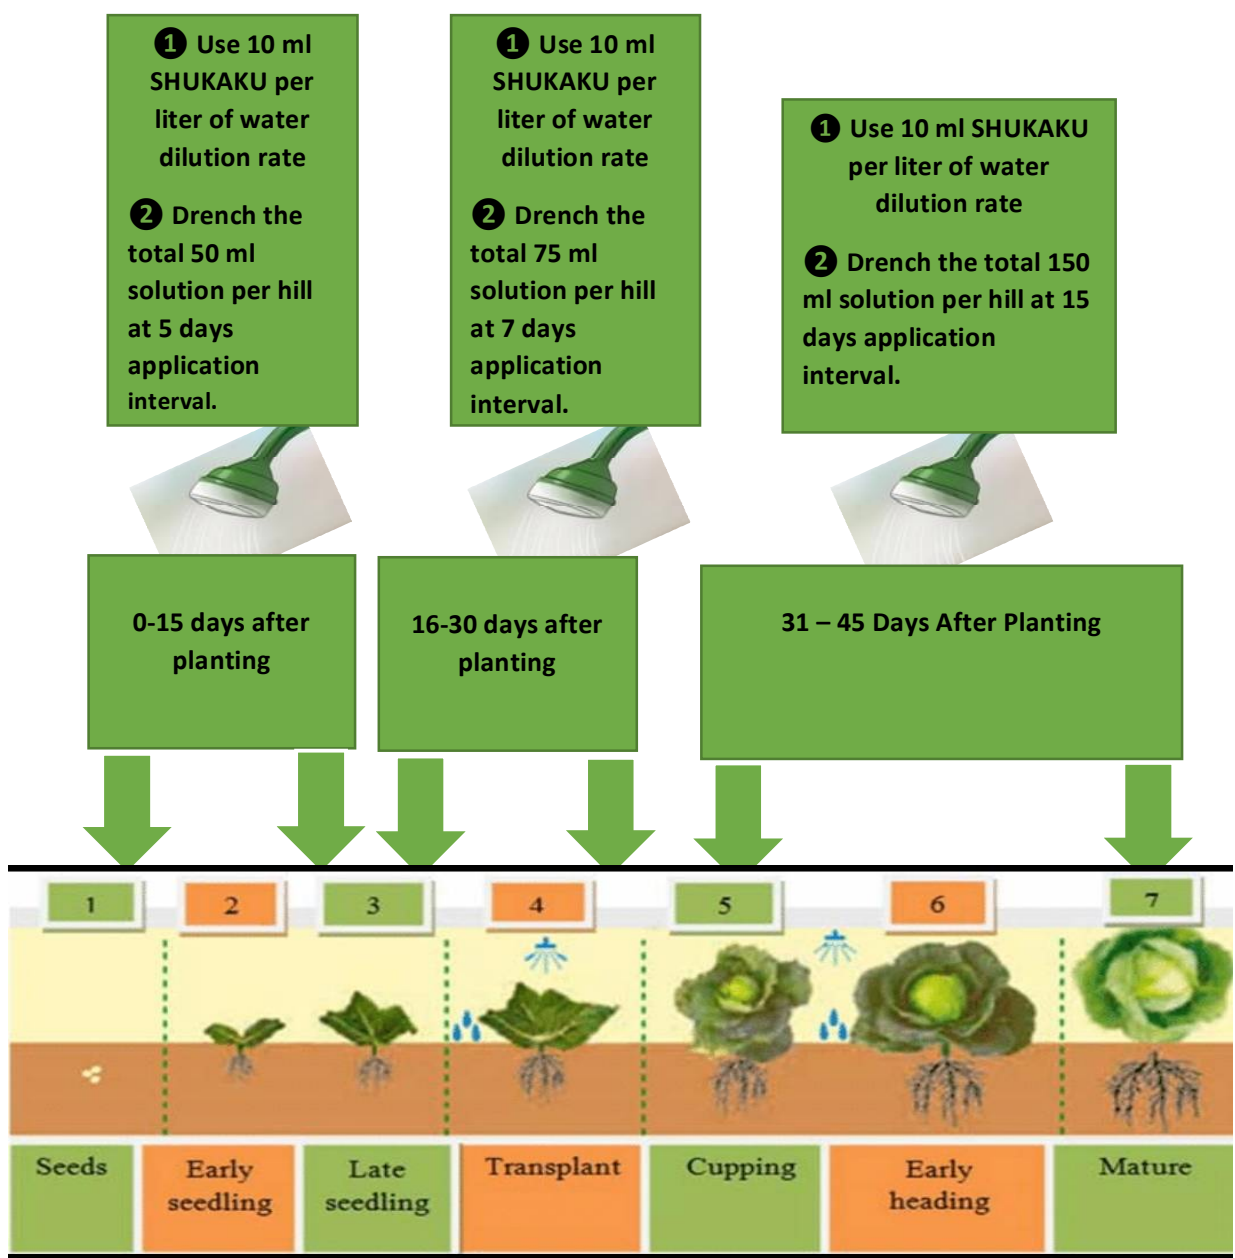 ❶ Use 10 ml
SHUKAKU per
liter of water
dilution rate
❷ Drench the
total 50 ml
solution per hill
at 5 days
application
interval.
❶ Use 10 ml
SHUKAKU per
liter of water
dilution rate
❷ Drench the
total 75 ml
solution per hill
at 7 days
application
interval.
❶ Use 10 ml SHUKAKU
per liter of water
dilution rate
❷ Drench the total 150
ml solution per hill at 15
days application
interval.
0-15 days after
planting
16-30 days after
planting
31 – 45 Days After Planting
1
2
3
4
5
6
7
Seeds
Early
seedling
Late
seedling
Transplant
Cupping
Early
heading
Mature